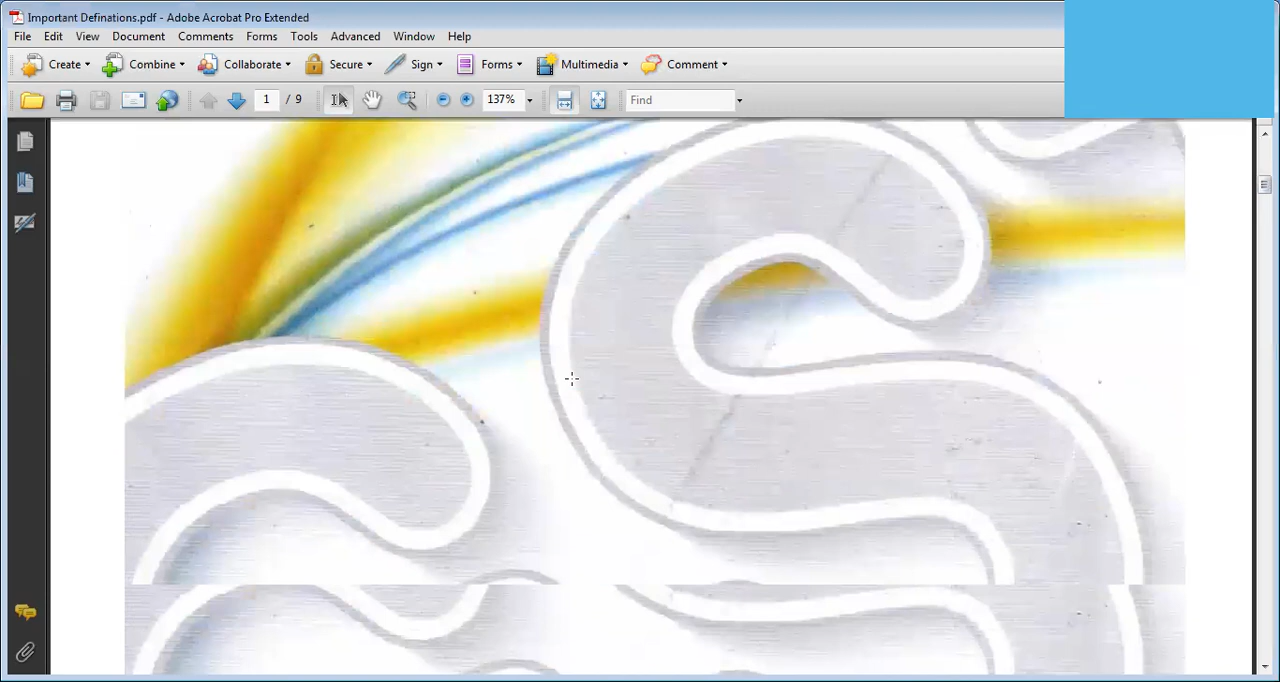 Important Definations.pdf - Adobe Acrobat Pro Extended
File Edit View Document Comments Forms Tools Advanced Window Help
Create Combine Collaborate Secure Sign Forms Multimedia Comment
1 / 9 137% Find